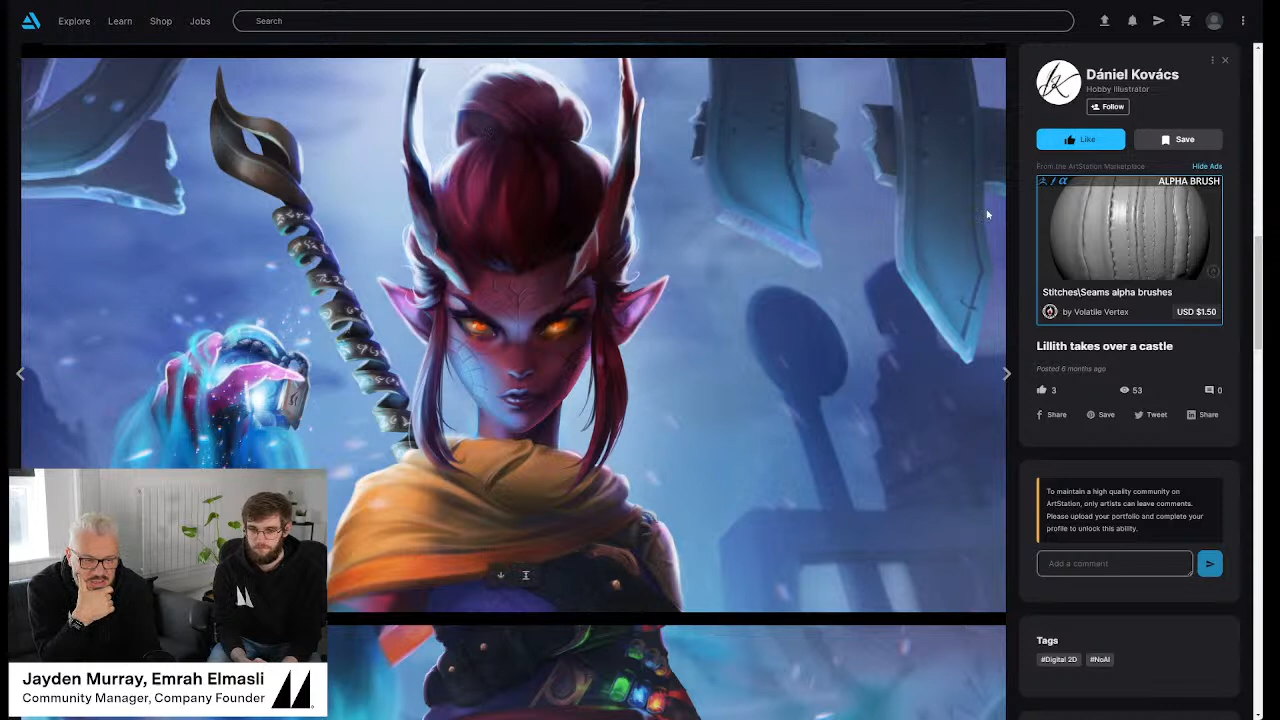 Explore
Learn
Shop
Jobs
Search
Dániel Kovács
Hobby Illustrator
Follow
Like
Save
From the ArtStation Marketplace
Hide Ads
ALPHA BRUSH
Stitches\Seams alpha brushes
by Volatile Vertex
USD $1.50
Lillith takes over a castle
Posted 6 months ago
3
53
0
Share
Save
Tweet
Share
To maintain a high quality community on
ArtStation, only artists can leave comments.
Please upload your portfolio and complete your
profile to unlock this ability.
Add a comment
Tags
#Digital 2D
#NoAI
Jayden Murray, Emrah Elmasli
Community Manager, Company Founder